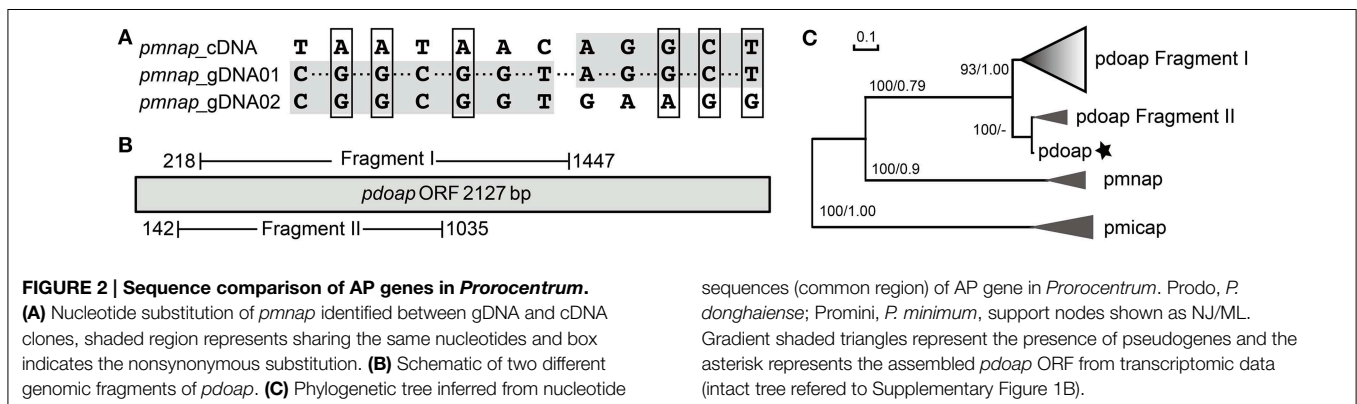 A
pmnap_cDNA T A A T A A C A G G C T
pmnap_gDNA01 C G G C G G T A G G C T
pmnap_gDNA02 C G G C G G T G A A G G
B
218 Fragment I 1447
pdoap ORF 2127 bp
142 Fragment II 1035
C
0.1
93/1.00
pdoap Fragment I
100/0.79
pdoap Fragment II
100/-
pdoap★
100/0.9
pmnap
100/1.00
pmicap
FIGURE 2 | Sequence comparison of AP genes in Prorocentrum.
(A) Nucleotide substitution of pmnap identified between gDNA and cDNA
clones, shaded region represents sharing the same nucleotides and box
indicates the nonsynonymous substitution. (B) Schematic of two different
genomic fragments of pdoap. (C) Phylogenetic tree inferred from nucleotide
sequences (common region) of AP gene in Prorocentrum. Prodo, P.
donghaiense; Promini, P. minimum, support nodes shown as NJ/ML.
Gradient shaded triangles represent the presence of pseudogenes and the
asterisk represents the assembled pdoap ORF from transcriptomic data
(intact tree refered to Supplementary Figure 1B).